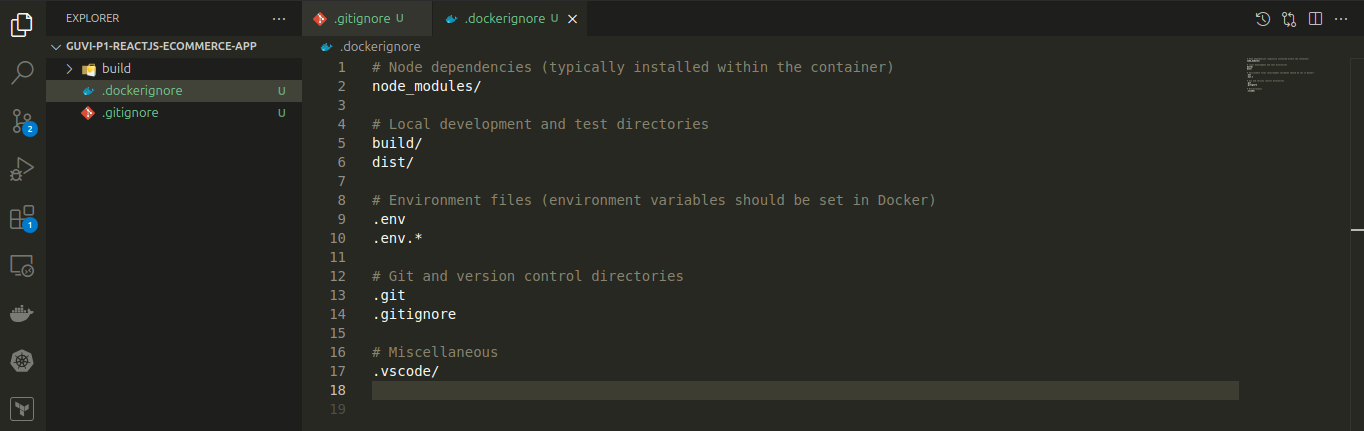 EXPLORER
.gitignore U
.dockerignore U
GUVI-P1-REACTJS-ECOMMERCE-APP
build
.dockerignore U
.gitignore U
2
1
.dockerignore
1 # Node dependencies (typically installed within the container)
2 node_modules/
3
4 # Local development and test directories
5 build/
6 dist/
7
8 # Environment files (environment variables should be set in Docker)
9 .env
10 .env.*
11
12 # Git and version control directories
13 .git
14 .gitignore
15
16 # Miscellaneous
17 .vscode/
18
19